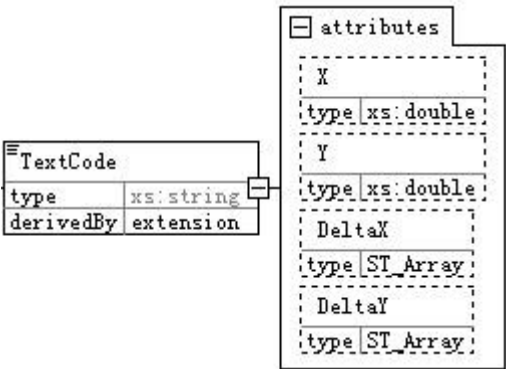 attributes
X
type xs:double
Y
type xs:double
TextCode
type xs:string
derivedBy extension
DeltaX
type ST_Array
DeltaY
type ST_Array